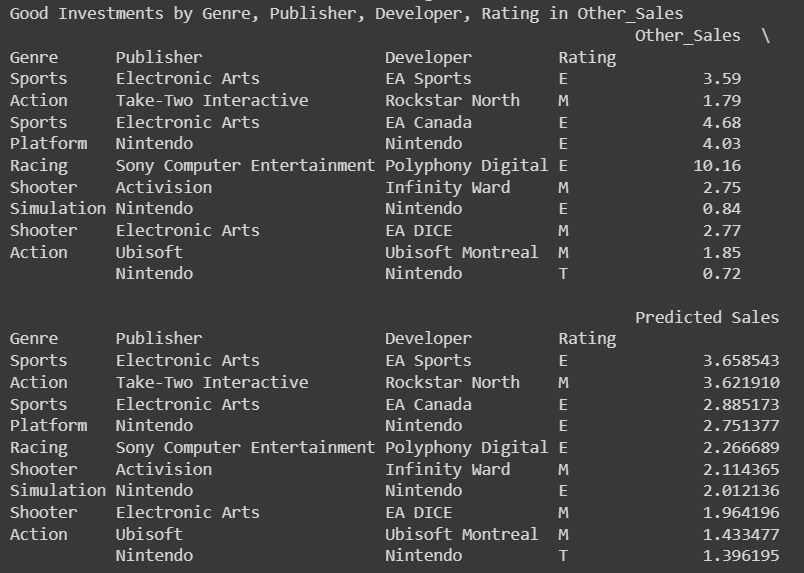 Good Investments by Genre, Publisher, Developer, Rating in Other_Sales
Other_Sales \
Genre Publisher Developer Rating
Sports Electronic Arts EA Sports E 3.59
Action Take-Two Interactive Rockstar North M 1.79
Sports Electronic Arts EA Canada E 4.68
Platform Nintendo Nintendo E 4.03
Racing Sony Computer Entertainment Polyphony Digital E 10.16
Shooter Activision Infinity Ward M 2.75
Simulation Nintendo Nintendo E 0.84
Shooter Electronic Arts EA DICE M 2.77
Action Ubisoft Ubisoft Montreal M 1.85
Nintendo Nintendo T 0.72
Predicted Sales
Genre Publisher Developer Rating
Sports Electronic Arts EA Sports E 3.658543
Action Take-Two Interactive Rockstar North M 3.621910
Sports Electronic Arts EA Canada E 2.885173
Platform Nintendo Nintendo E 2.751377
Racing Sony Computer Entertainment Polyphony Digital E 2.266689
Shooter Activision Infinity Ward M 2.114365
Simulation Nintendo Nintendo E 2.012136
Shooter Electronic Arts EA DICE M 1.964196
Action Ubisoft Ubisoft Montreal M 1.433477
Nintendo Nintendo T 1.396195